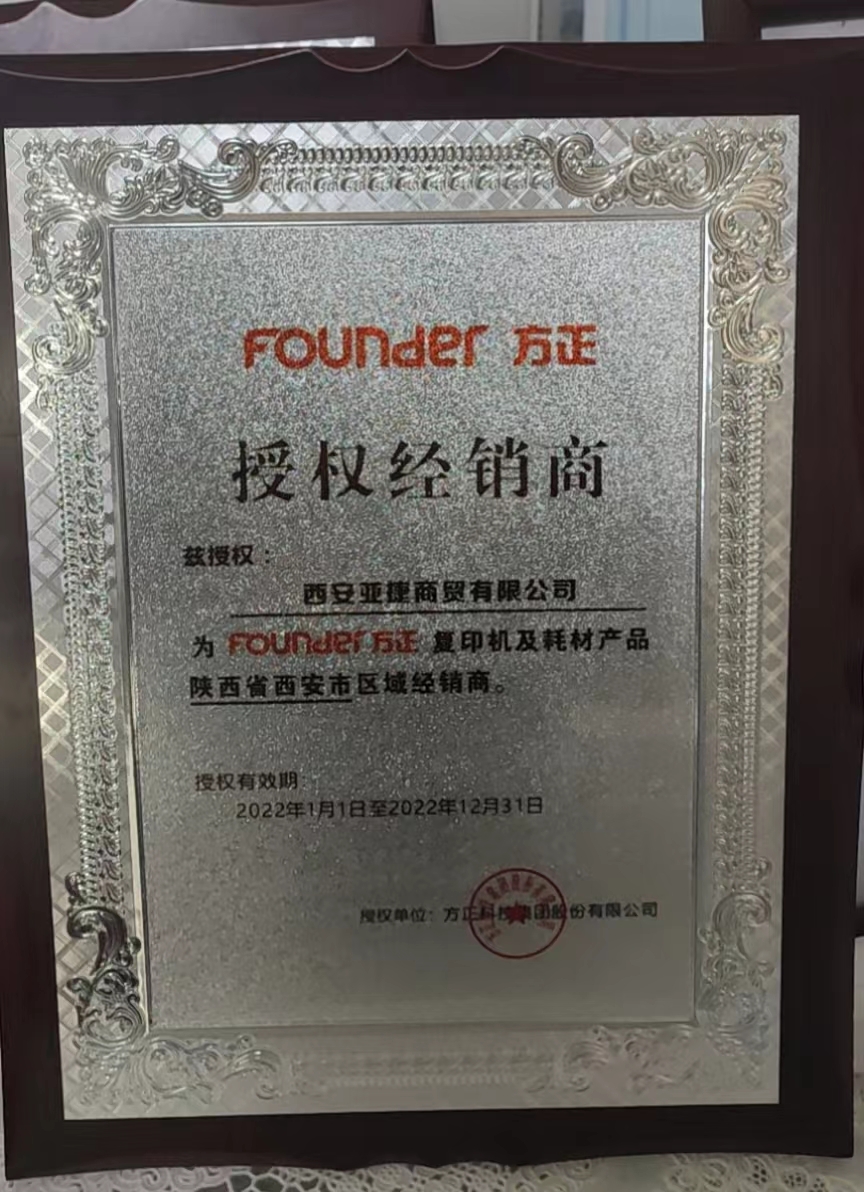 Founder 方正
授权经销商
兹授权：
西安亚捷商贸有限公司
为 Founder 方正 复印机及耗材产品
陕西省西安市区域经销商。
授权有效期：
2022年1月1日至2022年12月31日
授权单位：方正科技集团股份有限公司